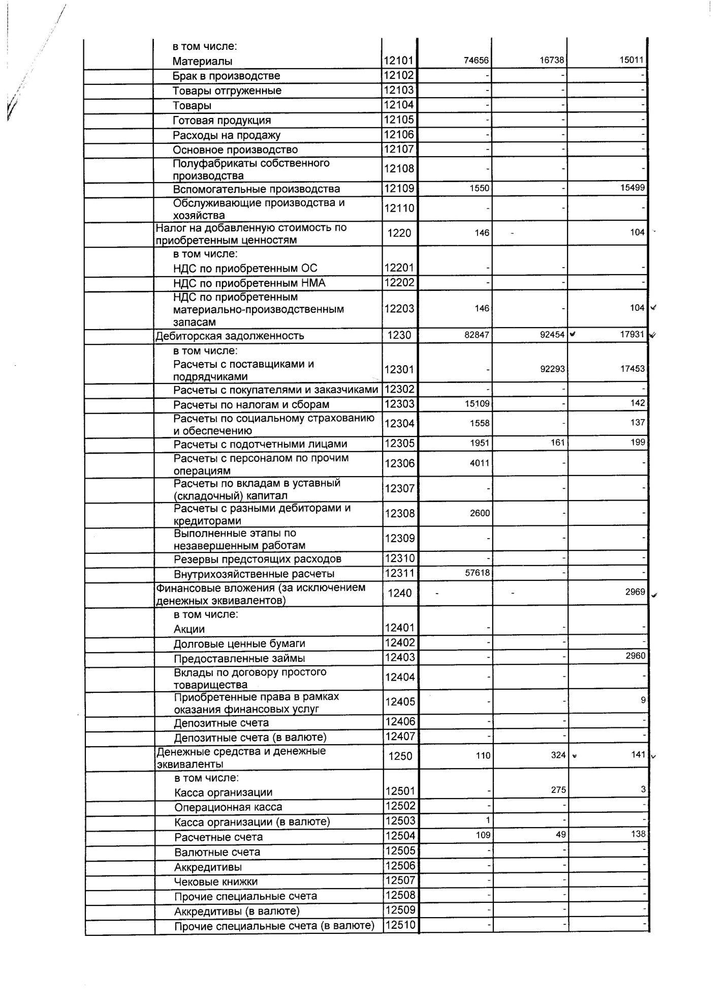 в том числе:
Материалы 12101 74656 16738 15011
Брак в производстве 12102 - - -
Товары отгруженные 12103 - - -
Товары 12104 - - -
Готовая продукция 12105 - - -
Расходы на продажу 12106 - - -
Основное производство 12107 - - -
Полуфабрикаты собственного
производства 12108 - - -
Вспомогательные производства 12109 1550 - 15499
Обслуживающие производства и
хозяйства 12110 - - -
Налог на добавленную стоимость по
приобретенным ценностям 1220 146 - 104
в том числе:
НДС по приобретенным ОС 12201 - - -
НДС по приобретенным НМА 12202 - - -
НДС по приобретенным
материально-производственным 12203 146 - 104
запасам
Дебиторская задолженность 1230 82847 92454 17931
в том числе:
Расчеты с поставщиками и
подрядчиками 12301 - 92293 17453
Расчеты с покупателями и заказчиками 12302 - - -
Расчеты по налогам и сборам 12303 15109 - 142
Расчеты по социальному страхованию
и обеспечению 12304 1558 - 137
Расчеты с подотчетными лицами 12305 1951 161 199
Расчеты с персоналом по прочим
операциям 12306 4011 - -
Расчеты по вкладам в уставный
(складочный) капитал 12307 - - -
Расчеты с разными дебиторами и
кредиторами 12308 2600 - -
Выполненные этапы по
незавершенным работам 12309 - - -
Резервы предстоящих расходов 12310 - - -
Внутрихозяйственные расчеты 12311 57618 - -
Финансовые вложения (за исключением
денежных эквивалентов) 1240 - - 2969
в том числе:
Акции 12401 - - -
Долговые ценные бумаги 12402 - - -
Предоставленные займы 12403 - - 2960
Вклады по договору простого
товарищества 12404 - - -
Приобретенные права в рамках
оказания финансовых услуг 12405 - - 9
Депозитные счета 12406 - - -
Депозитные счета (в валюте) 12407 - - -
Денежные средства и денежные
эквиваленты 1250 110 324 141
в том числе:
Касса организации 12501 - 275 3
Операционная касса 12502 - - -
Касса организации (в валюте) 12503 1 - -
Расчетные счета 12504 109 49 138
Валютные счета 12505 - - -
Аккредитивы 12506 - - -
Чековые книжки 12507 - - -
Прочие специальные счета 12508 - - -
Аккредитивы (в валюте) 12509 - - -
Прочие специальные счета (в валюте) 12510 - - -